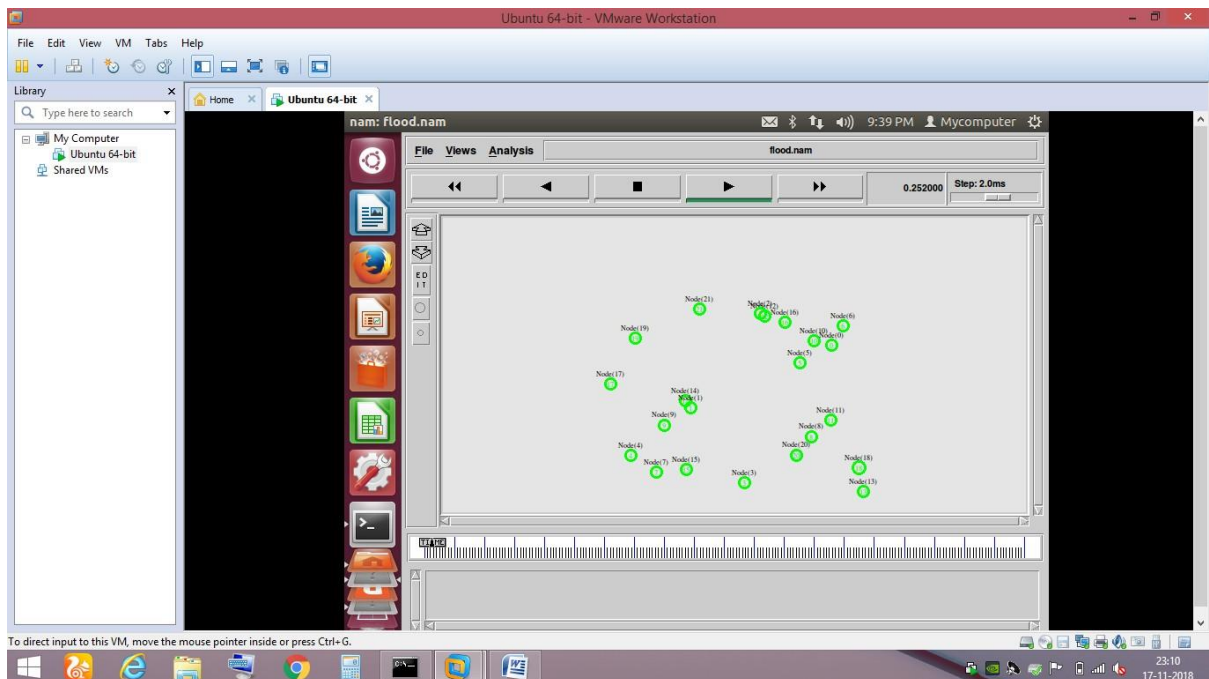 Ubuntu 64-bit - VMware Workstation
File Edit View VM Tabs Help
Library
Type here to search
My Computer
Ubuntu 64-bit
Shared VMs
Home
Ubuntu 64-bit
nam: flood.nam
9:39 PM Mycomputer
File Views Analysis
flood.nam
0.252000
Step: 2.0ms
E D
I T
Node(21)
Node(2)
Node(16)
Node(6)
Node(19)
Node(10)
Node(0)
Node(5)
Node(17)
Node(14)
Node(1)
Node(9)
Node(11)
Node(8)
Node(4)
Node(20)
Node(7)
Node(15)
Node(18)
Node(3)
Node(13)
TIME
To direct input to this VM, move the mouse pointer inside or press Ctrl+G.
23:10
17-11-2018